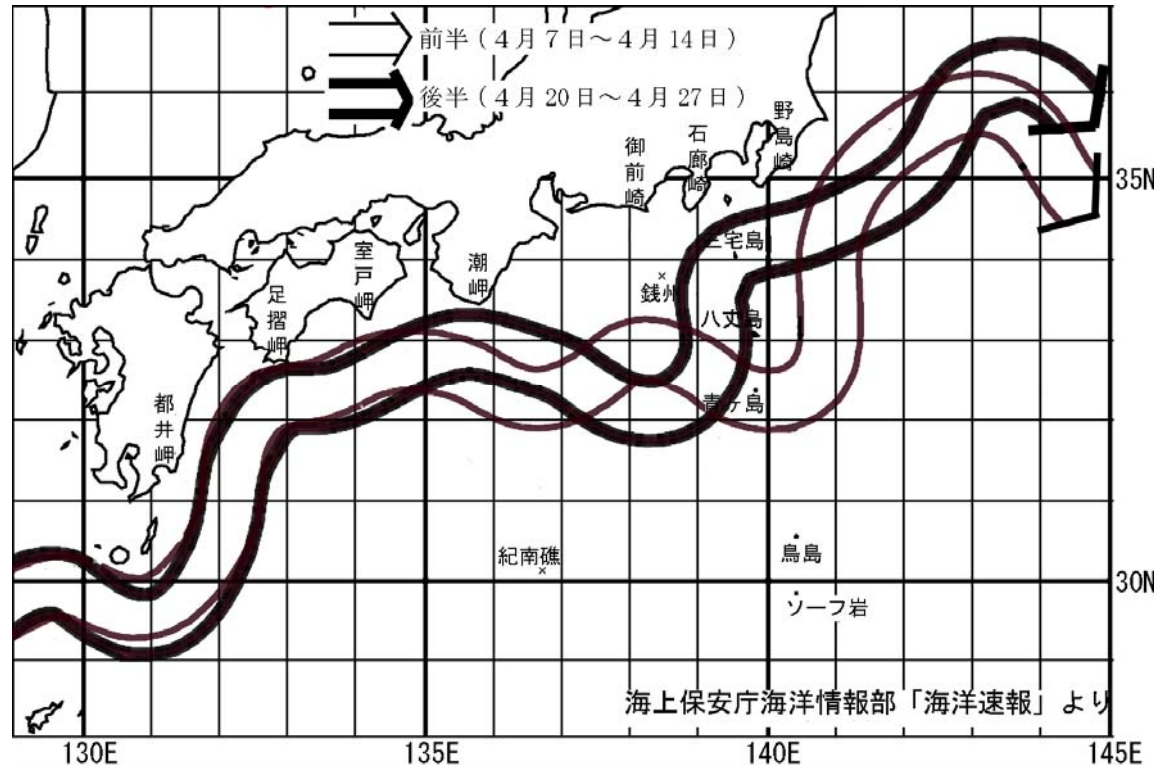 前半(4月7日~4月14日)
後半(4月20日~4月27日)
野島崎
石廊崎
御前崎
潮岬
室戸岬
足摺岬
都井岬
三宅島
銭州
八丈島
青ヶ島
紀南礁
鳥島
ソーフ岩
35N
30N
海上保安庁海洋情報部「海洋速報」より
130E
135E
140E
145E